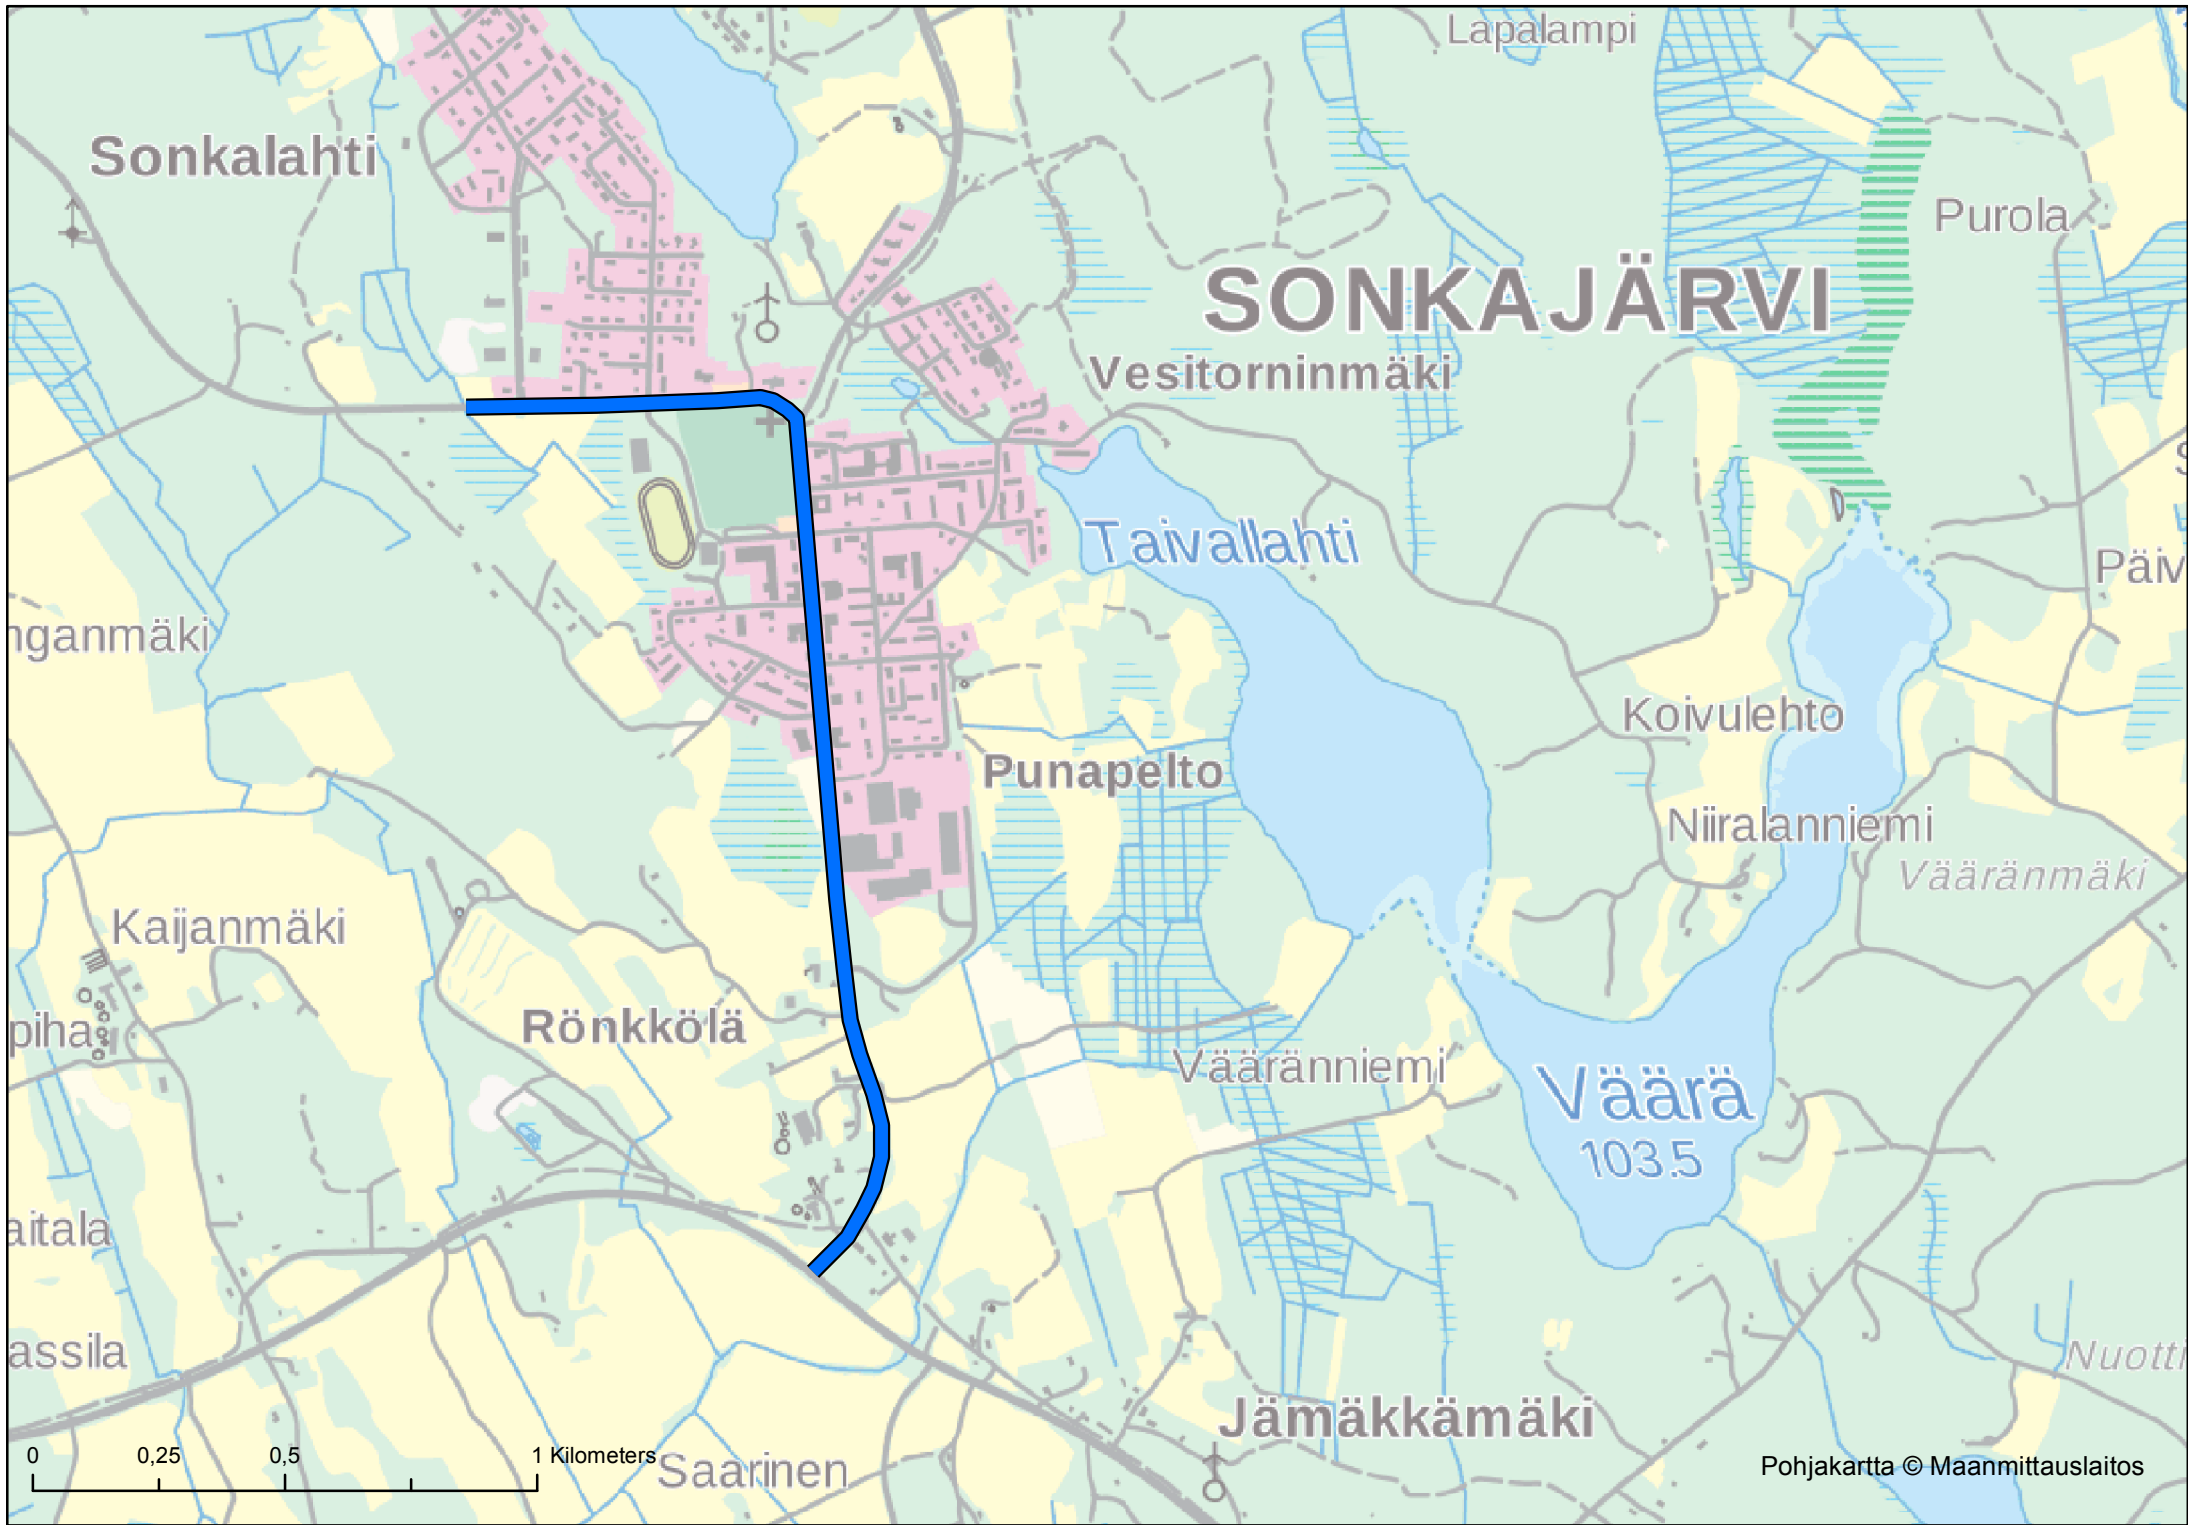 Lapalampi
Sonkalahti
Purola
SONKAJÄRVI
Vesitorninmäki
Taivallahti
Päiv
nganmäki
Koivulehto
Punapelto
Niiralanniemi
Vääränmäki
Kaijanmäki
Rönkkölä
piha
Vääränniemi
Väärä
103.5
aitala
assila
Nuotti
Jämäkkämäki
0 0,25 0,5 1 Kilometers
Saarinen
Pohjakartta © Maanmittauslaitos